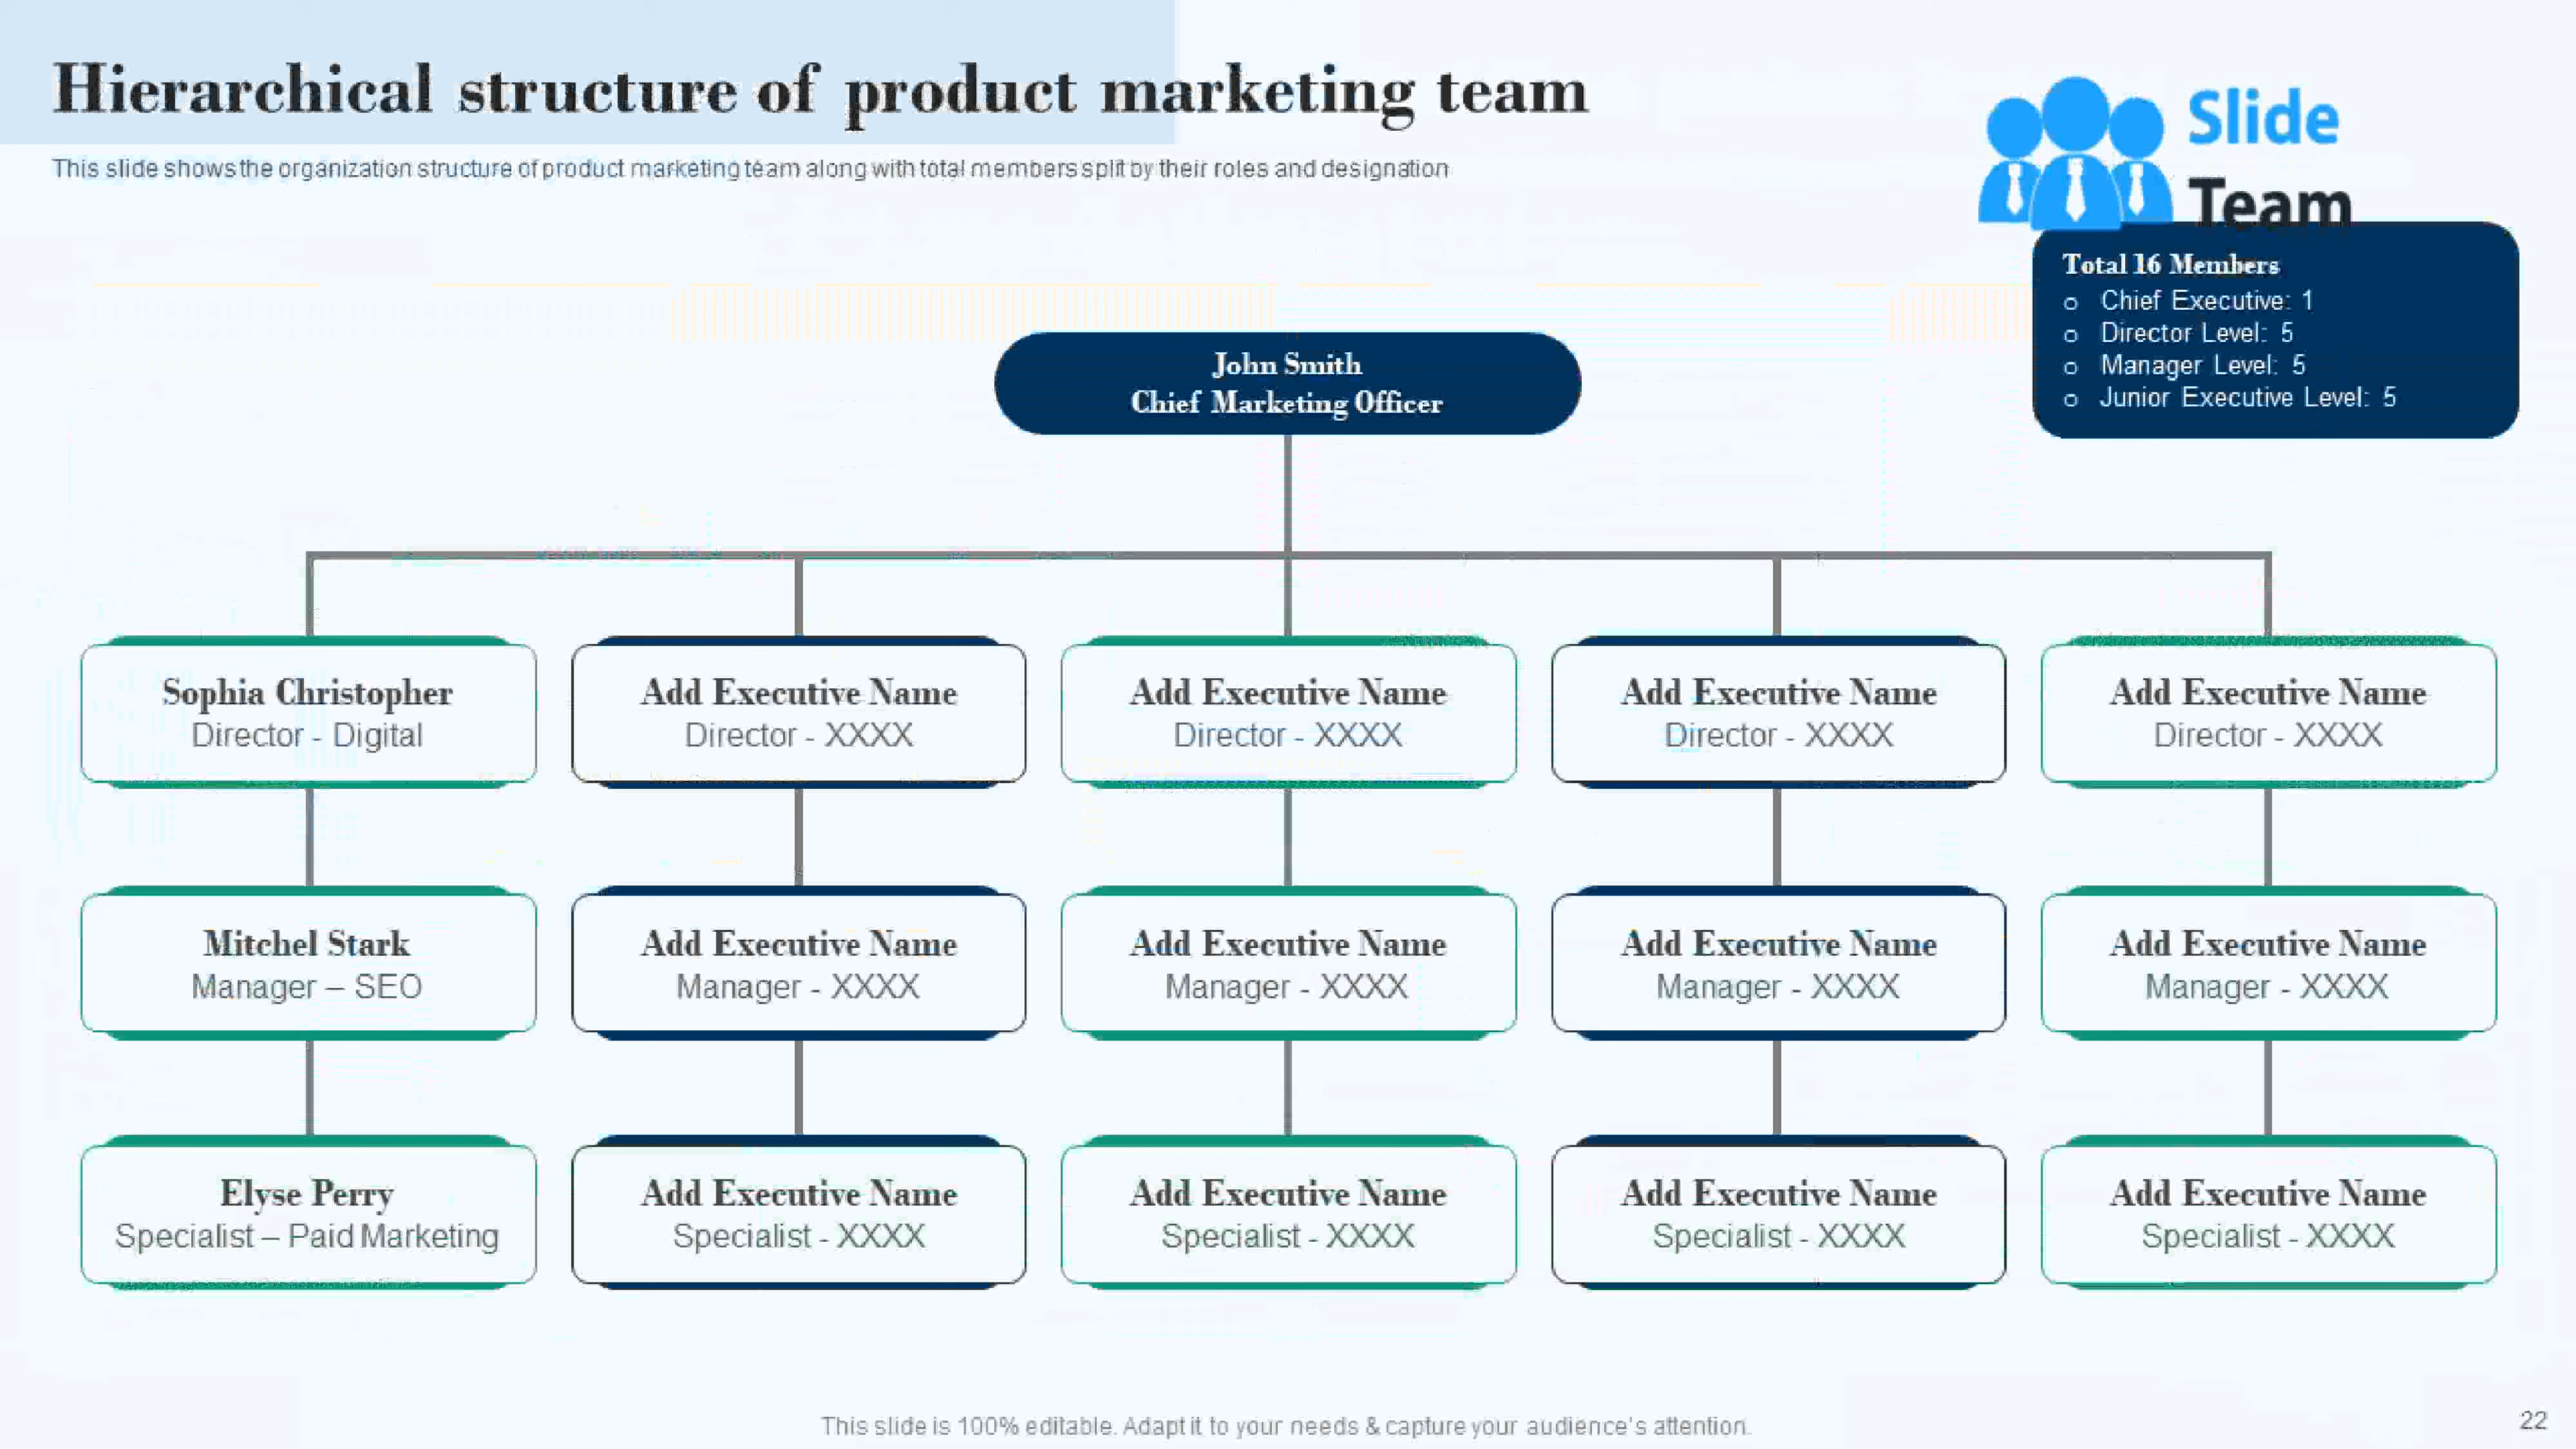 Hierarchical structure of product marketing team
This slide shows the organization structure of product marketing team along with total members split by their roles and designation
Slide
Team
Total 16 Members
o Chief Executive: 1
o Director Level: 5
o Manager Level: 5
o Junior Executive Level: 5
John Smith
Chief Marketing Officer
Sophia Christopher
Director - Digital
Add Executive Name
Director - XXXX
Add Executive Name
Director - XXXX
Add Executive Name
Director - XXXX
Add Executive Name
Director - XXXX
Mitchel Stark
Manager – SEO
Add Executive Name
Manager - XXXX
Add Executive Name
Manager - XXXX
Add Executive Name
Manager - XXXX
Add Executive Name
Manager - XXXX
Elyse Perry
Specialist – Paid Marketing
Add Executive Name
Specialist - XXXX
Add Executive Name
Specialist - XXXX
Add Executive Name
Specialist - XXXX
Add Executive Name
Specialist - XXXX
This slide is 100% editable. Adapt it to your needs & capture your audience's attention.
22